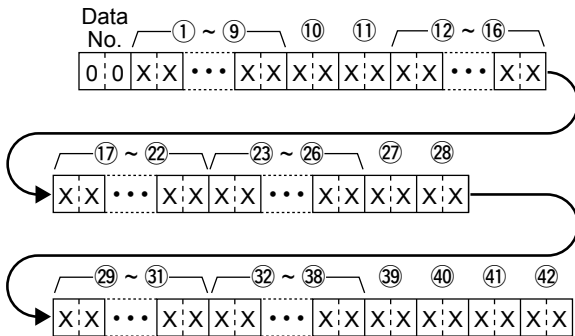 Data
No.
① ~ ⑨ ⑩ ⑪ ⑫ ~ ⑯
0 0 X X ••• X X X X X X X X ••• X X
⑰ ~ ㉒ ㉓ ~ ㉖ ㉗ ㉘
X X ••• X X X X ••• X X X X X X
㉙ ~ ㉛ ㉜ ~ ㊳ ㊴ ㊵ ㊶ ㊷
X X ••• X X X X ••• X X X X X X X X X X